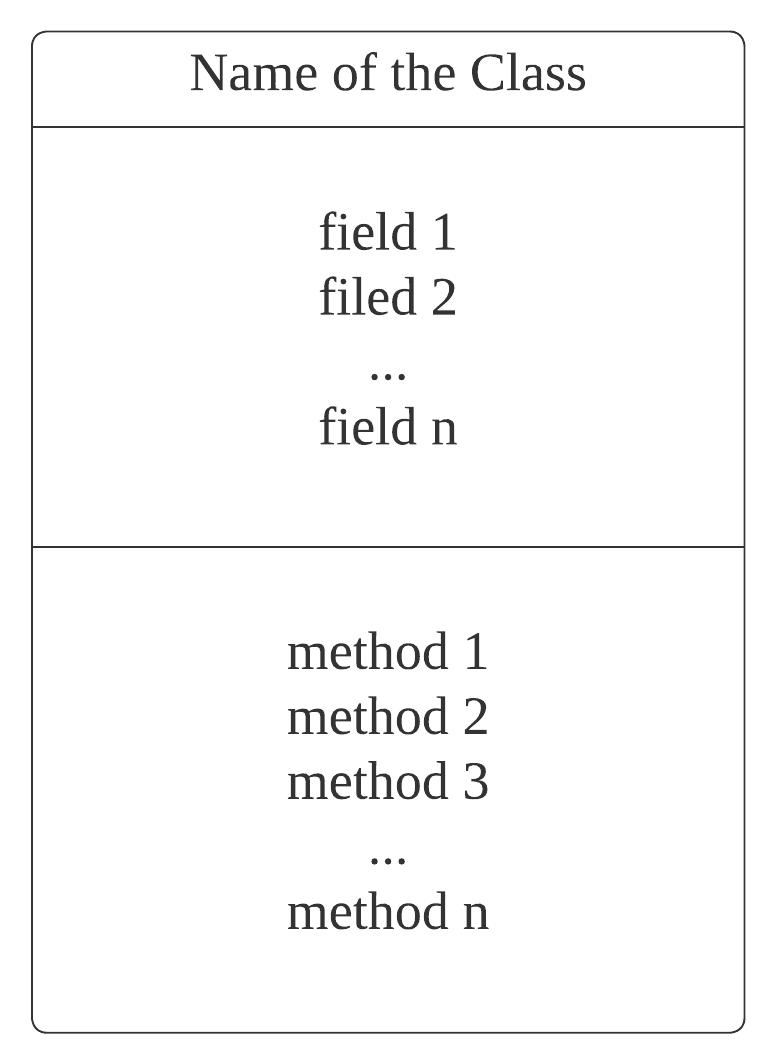 Name of the Class
field 1
filed 2
...
field n
method 1
method 2
method 3
...
method n